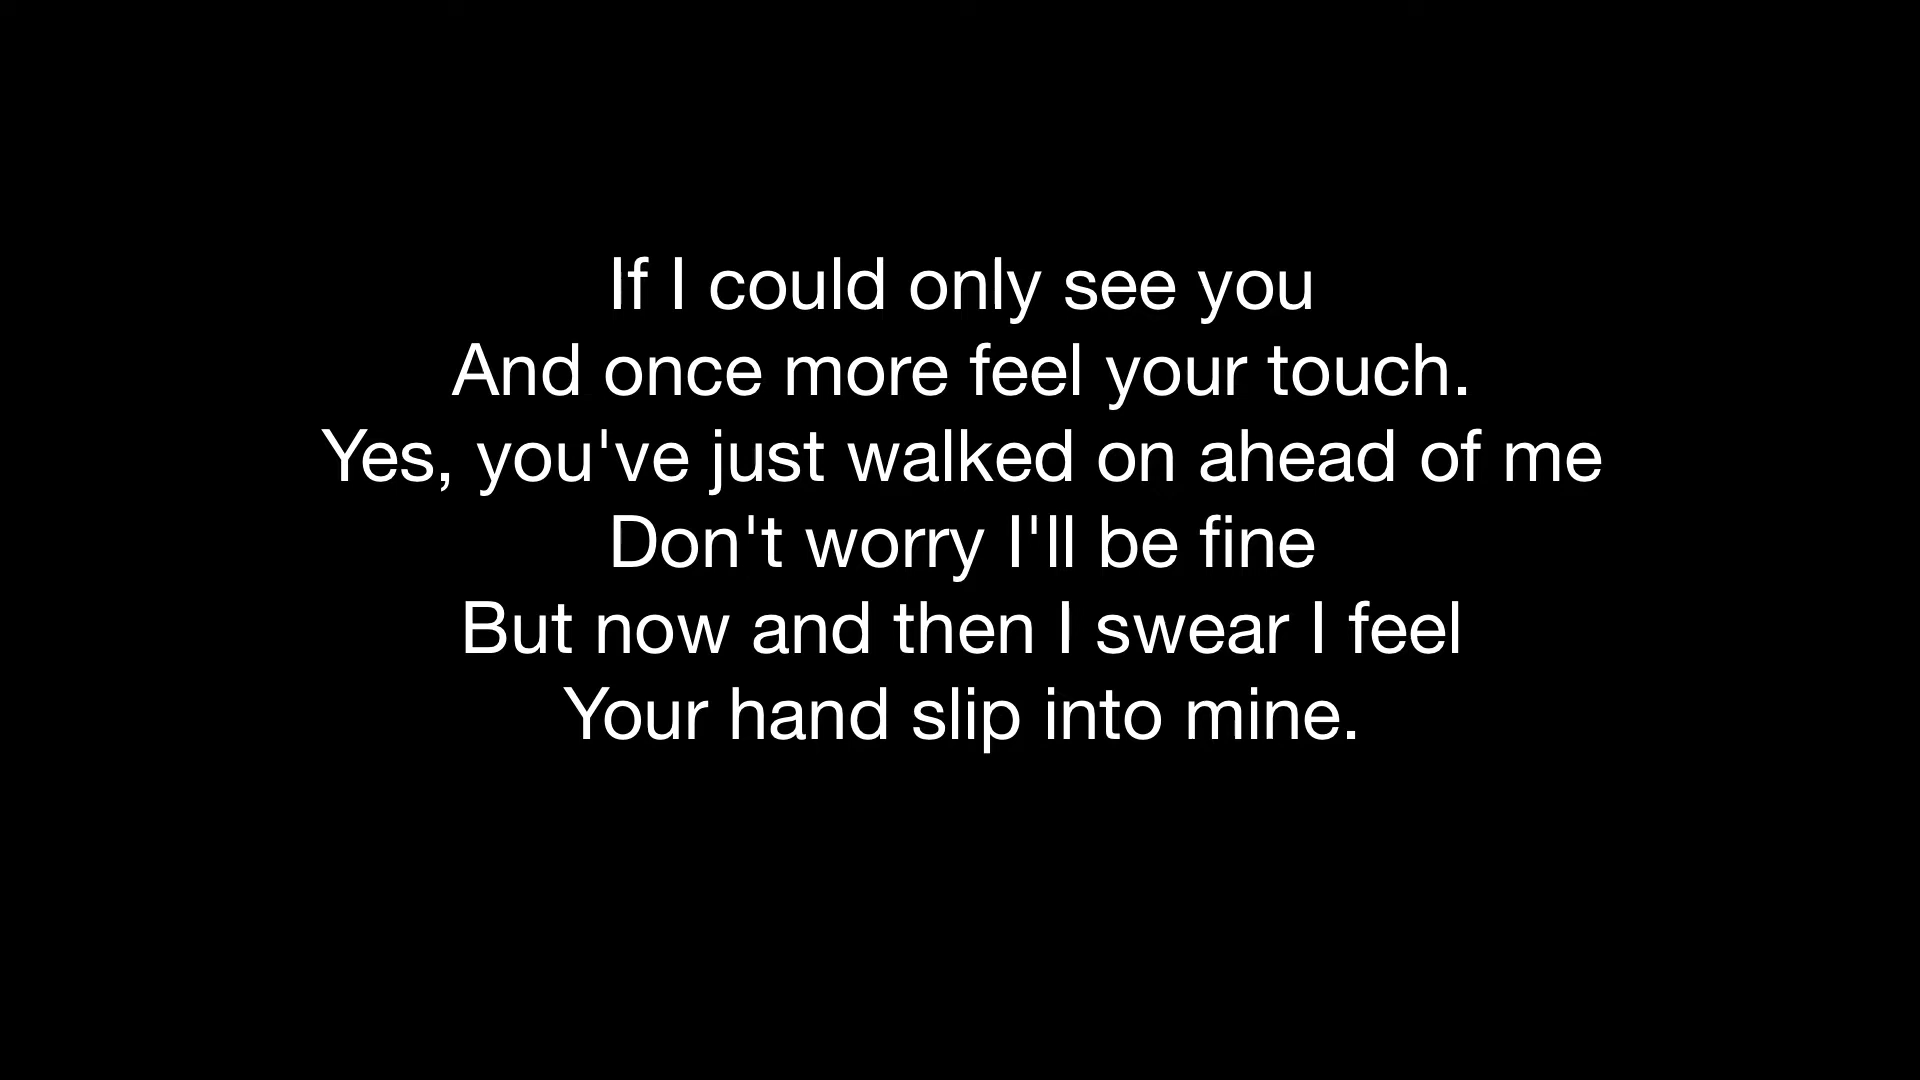 If I could only see you
And once more feel your touch.
Yes, you've just walked on ahead of me
Don't worry I'll be fine
But now and then I swear I feel
Your hand slip into mine.